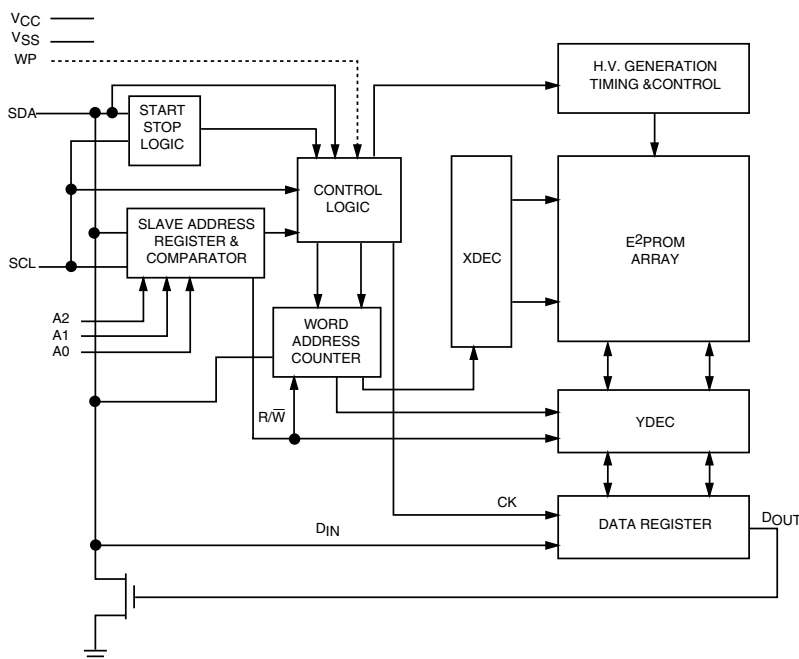 VCC
VSS
WP
SDA
START
STOP
LOGIC
H.V. GENERATION
TIMING &CONTROL
CONTROL
LOGIC
SLAVE ADDRESS
REGISTER &
COMPARATOR
SCL
XDEC
E2PROM
ARRAY
A2
A1
A0
WORD
ADDRESS
COUNTER
R/W̅
YDEC
CK
DIN
DATA REGISTER
DOUT